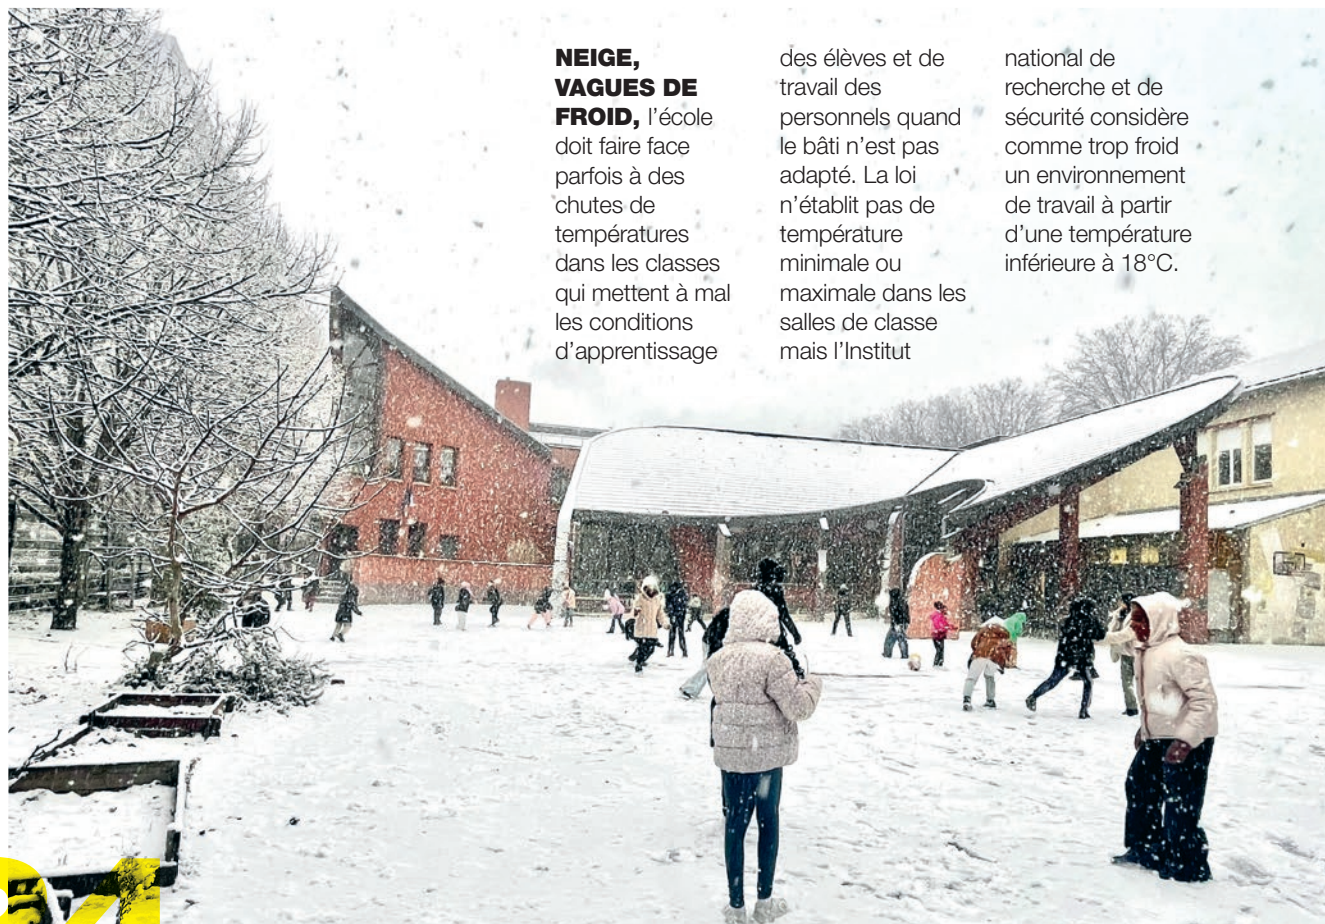 NEIGE,
VAGUES DE
FROID, l’école
doit faire face
parfois à des
chutes de
températures
dans les classes
qui mettent à mal
les conditions
d’apprentissage
des élèves et de
travail des
personnels quand
le bâti n’est pas
adapté. La loi
n’établit pas de
température
minimale ou
maximale dans les
salles de classe
mais l’Institut
national de
recherche et de
sécurité considère
comme trop froid
un environnement
de travail à partir
d’une température
inférieure à 18°C.